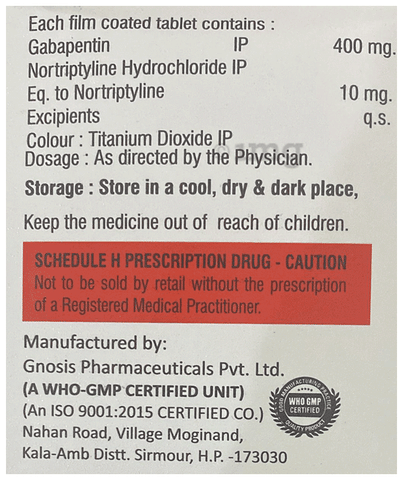 Each film coated tablet contains :
Gabapentin IP 400 mg.
Nortriptyline Hydrochloride IP
Eq. to Nortriptyline 10 mg.
Excipients q.s.
Colour : Titanium Dioxide IP
Dosage : As directed by the Physician.
Storage : Store in a cool, dry & dark place,
Keep the medicine out of reach of children.
SCHEDULE H PRESCRIPTION DRUG - CAUTION
Not to be sold by retail without the prescription
of a Registered Medical Practitioner.
Manufactured by:
Gnosis Pharmaceuticals Pvt. Ltd.
(A WHO-GMP CERTIFIED UNIT)
(An ISO 9001:2015 CERTIFIED CO.)
Nahan Road, Village Moginand,
Kala-Amb Distt. Sirmour, H.P. -173030
GOOD MANUFACTURING PRACTICE
WHO GMP
CERTIFIED